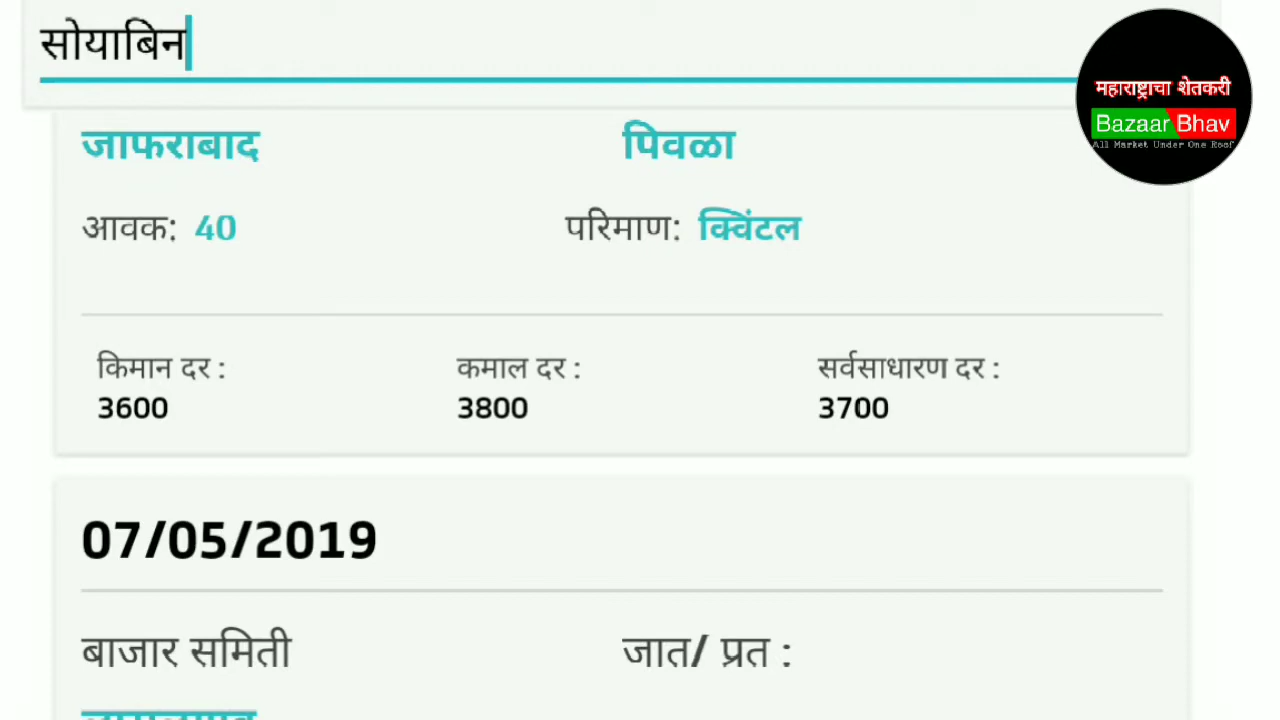 सोयाबिन
महाराष्ट्राचा शेतकरी
Bazaar Bhav
All Market Under One Roof
जाफराबाद पिवळा
आवक: 40 परिमाण: क्विंटल
किमान दर : कमाल दर : सर्वसाधारण दर :
3600 3800 3700
07/05/2019
बाजार समिती जात/ प्रत :